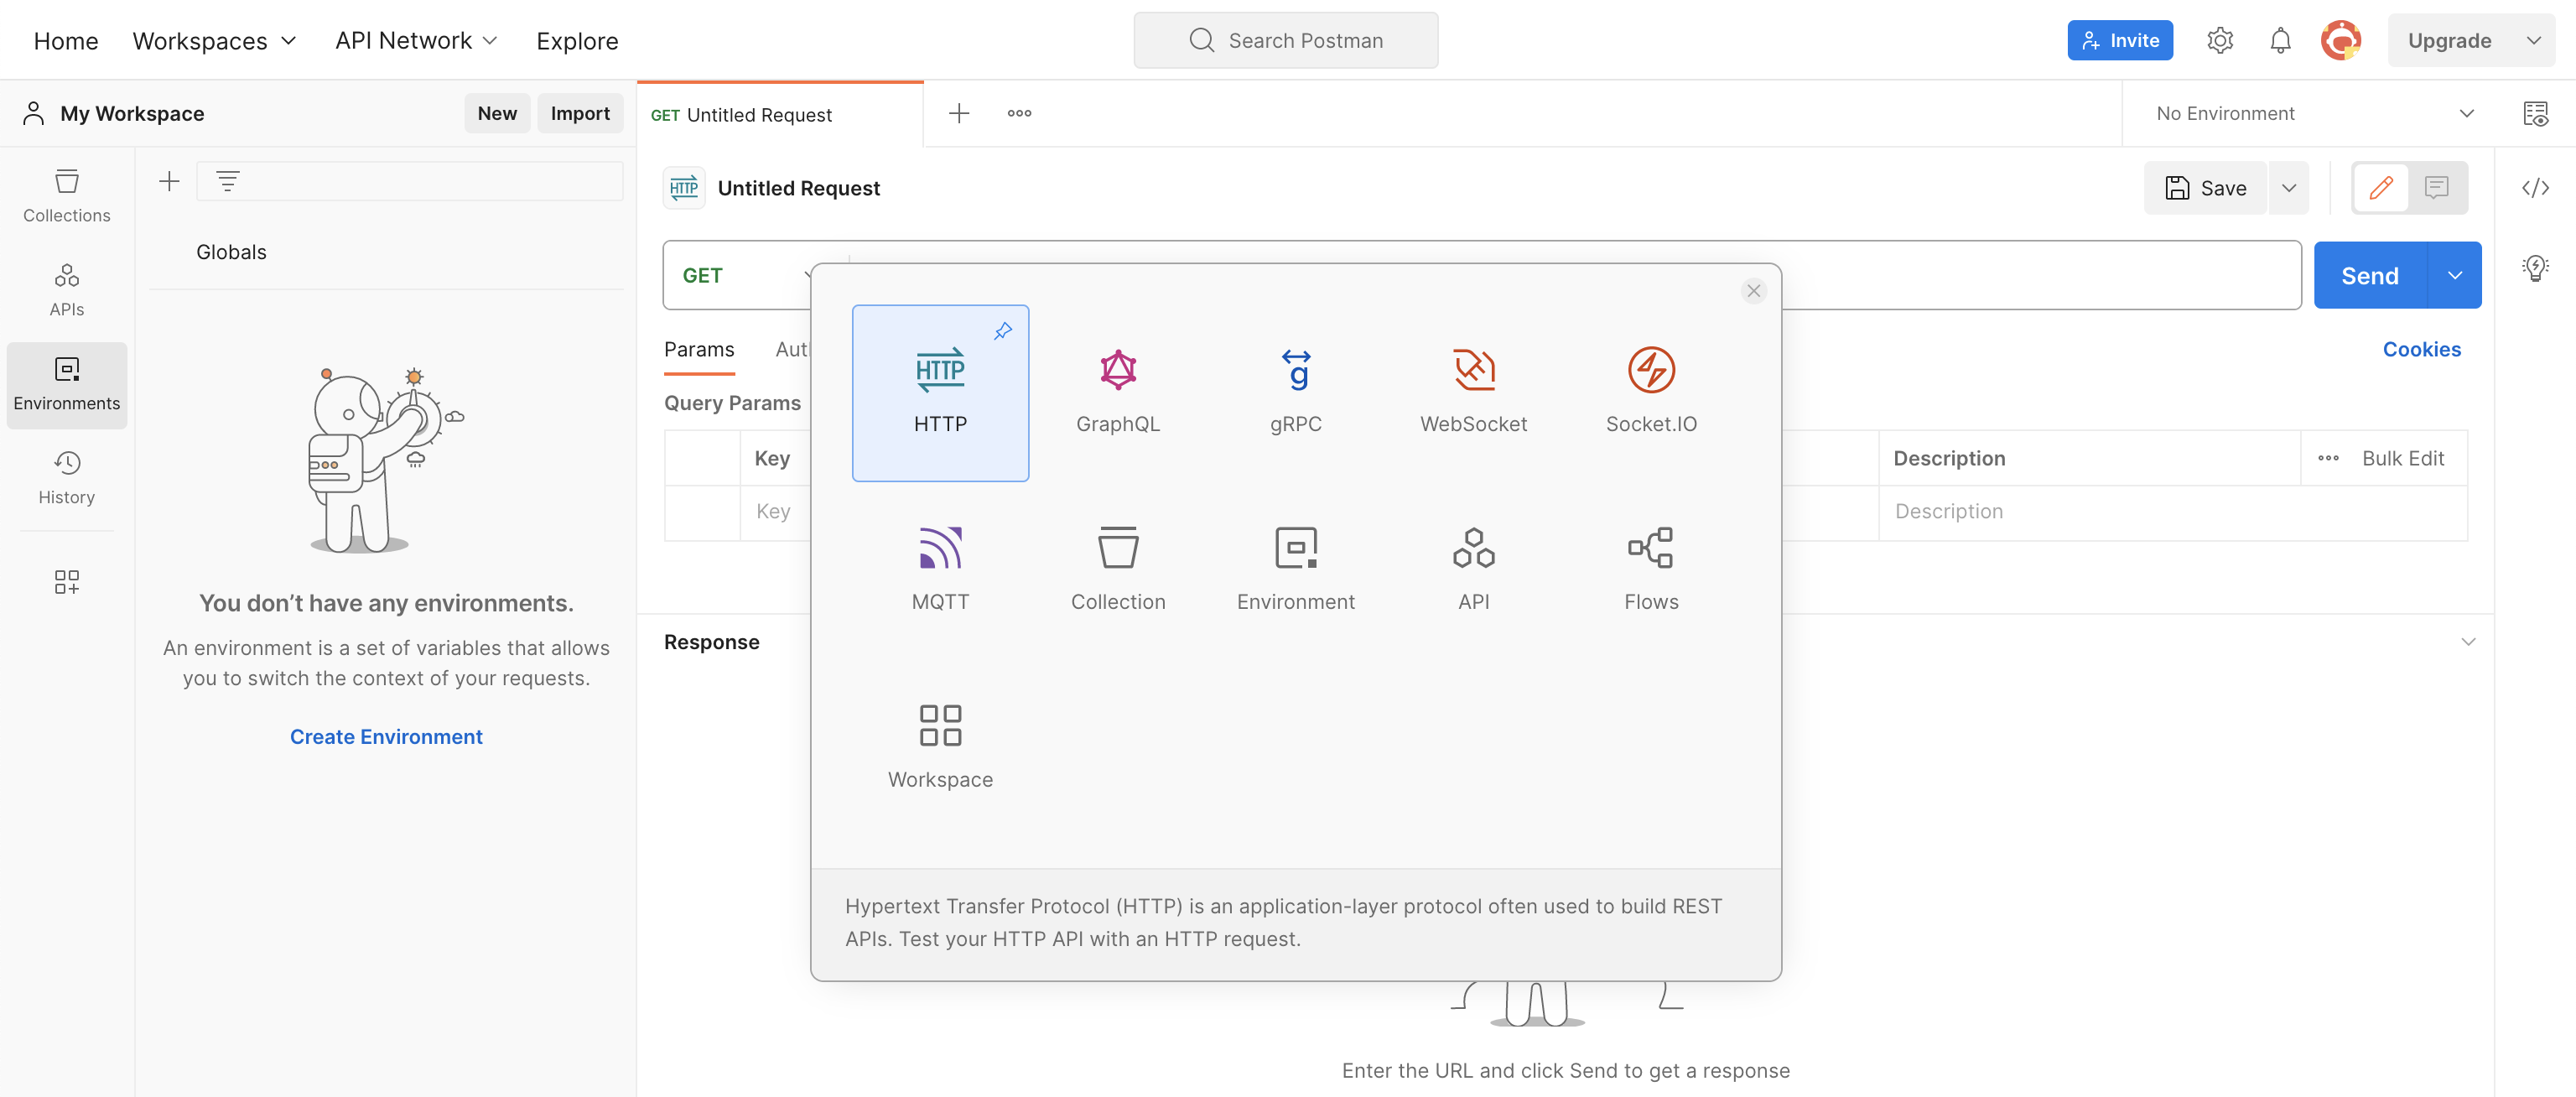 Home Workspaces API Network Explore Search Postman Invite Upgrade
My Workspace New Import
GET Untitled Request
No Environment
Collections
APIs
Environments
History
Globals
You don’t have any environments.
An environment is a set of variables that allows
you to switch the context of your requests.
Create Environment
HTTP Untitled Request Save
GET Send
Params Cookies
Query Params
Key Description Bulk Edit
Key Description
Response
HTTP
HTTP GraphQL gRPC WebSocket Socket.IO
MQTT Collection Environment API Flows
Workspace
Hypertext Transfer Protocol (HTTP) is an application-layer protocol often used to build REST
APIs. Test your HTTP API with an HTTP request.
Enter the URL and click Send to get a response